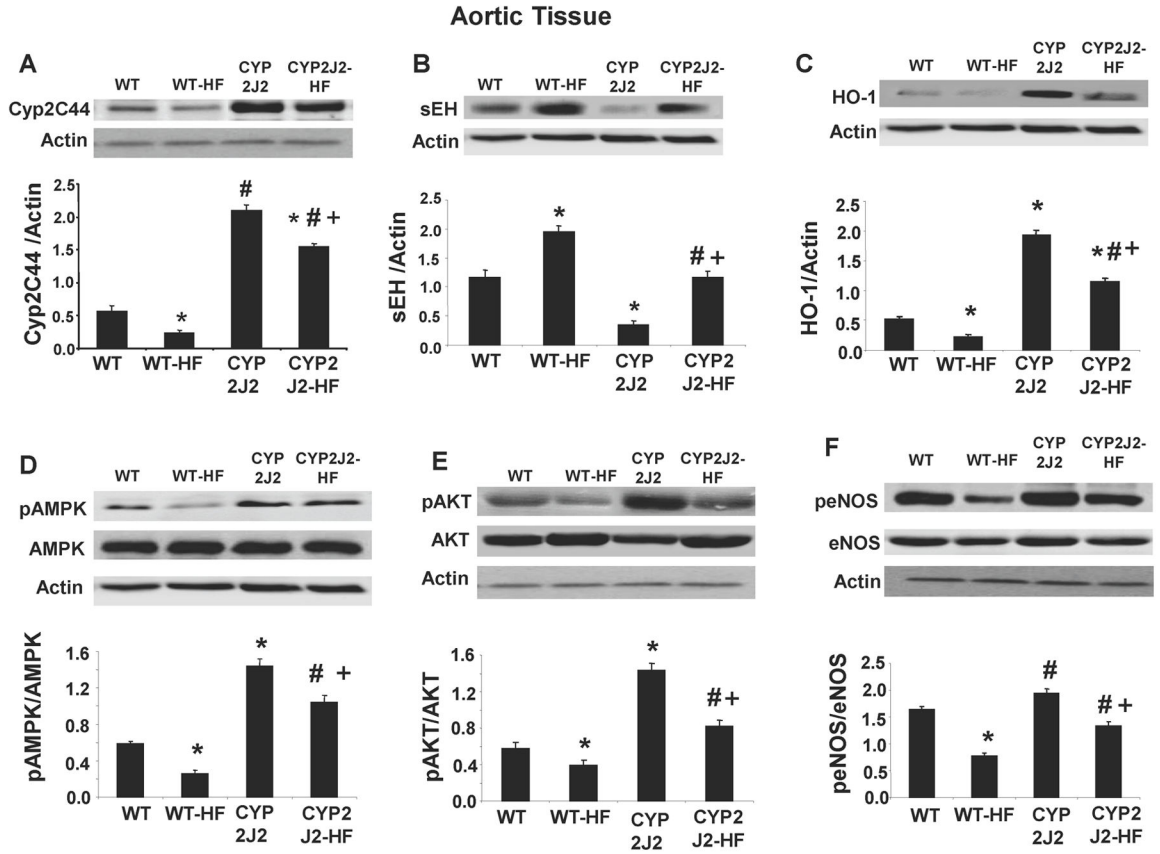 Aortic Tissue
A
WT
WT-HF
CYP
2J2
CYP2J2-
HF
Cyp2C44
Actin
Cyp2C44 /Actin
2.5
2.0
1.5
1.0
0.5
0.0
*
#
* # +
WT
WT-HF
CYP
2J2
CYP2
J2-HF
B
WT
WT-HF
CYP
2J2
CYP2J2-
HF
sEH
Actin
sEH /Actin
2.5
2.0
1.5
1.0
0.5
0.0
*
*
# +
WT
WT-HF
CYP
2J2
CYP2
J2-HF
C
WT
WT-HF
CYP
2J2
CYP2J2-
HF
HO-1
Actin
HO-1/Actin
2.5
2.0
1.5
1.0
0.5
0.0
*
*
*#+
WT
WT-HF
CYP
2J2
CYP2
J2-HF
D
WT
WT-HF
CYP
2J2
CYP2J2-
HF
pAMPK
AMPK
Actin
pAMPK/AMPK
1.6
1.2
0.8
0.4
0.0
*
*
# +
WT
WT-HF
CYP
2J2
CYP2
J2-HF
E
WT
WT-HF
CYP
2J2
CYP2J2-
HF
pAKT
AKT
Actin
pAKT/AKT
1.6
1.2
0.8
0.4
0.0
*
*
#+
WT
WT-HF
CYP
2J2
CYP2
J2-HF
F
WT
WT-HF
CYP
2J2
CYP2J2-
HF
peNOS
eNOS
Actin
peNOS/eNOS
2.5
2.0
1.5
1.0
0.5
0.0
*
#
# +
WT
WT-HF
CYP
2J2
CYP2
J2-HF